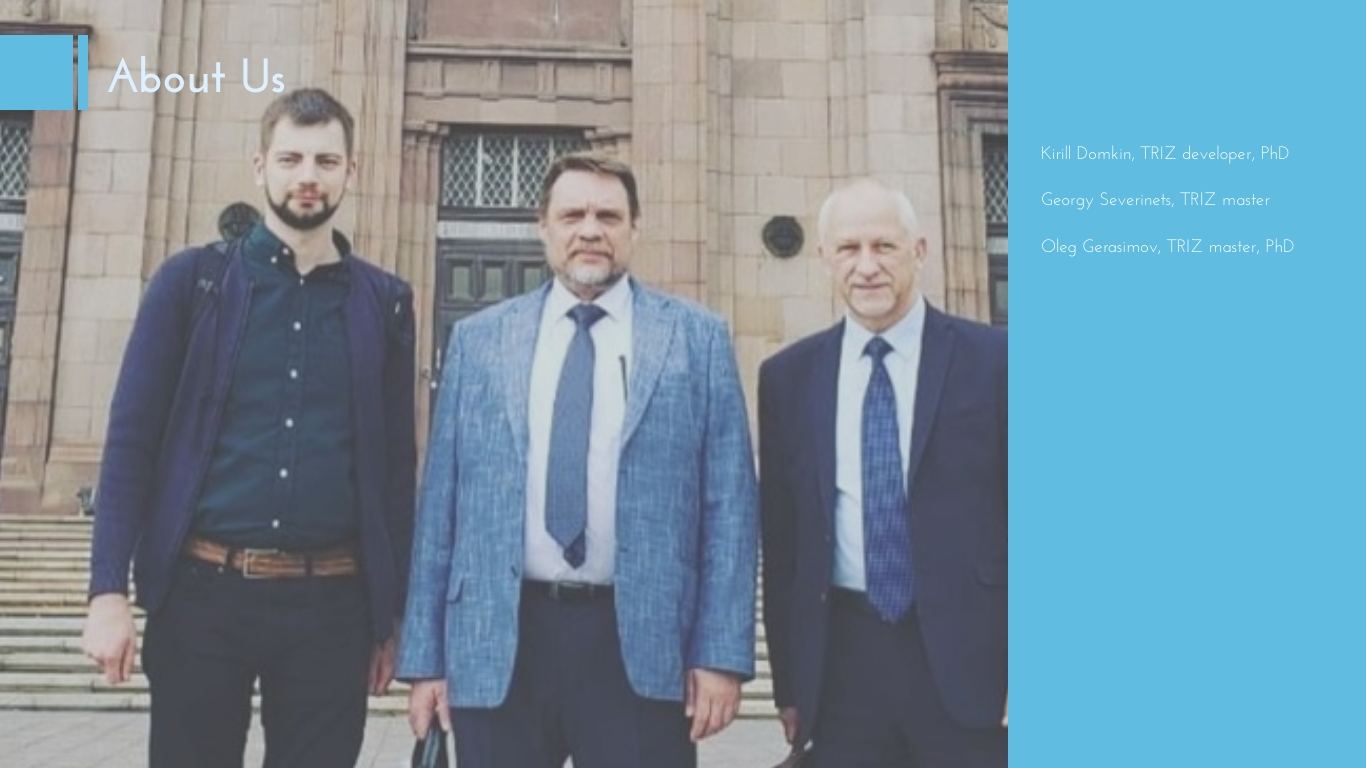 About Us
Kirill Domkin, TRIZ developer, PhD
Georgy Severinets, TRIZ master
Oleg Gerasimov, TRIZ master, PhD